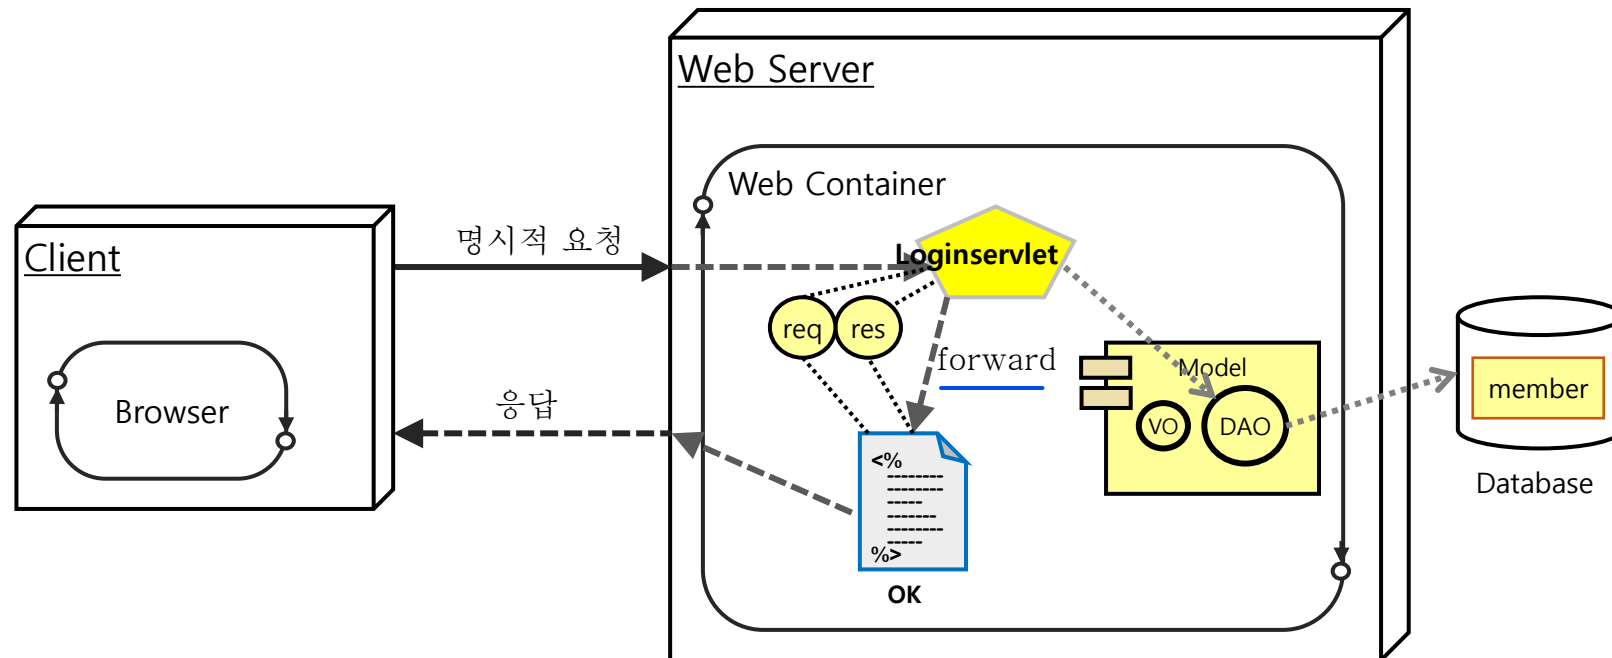 Web Server
Web Container
명시적 요청
Loginservlet
Client
req
res
forward
Model
member
응답
Browser
VO
DAO
<%
--------
-----
-------
--------
-----
%>
Database
OK